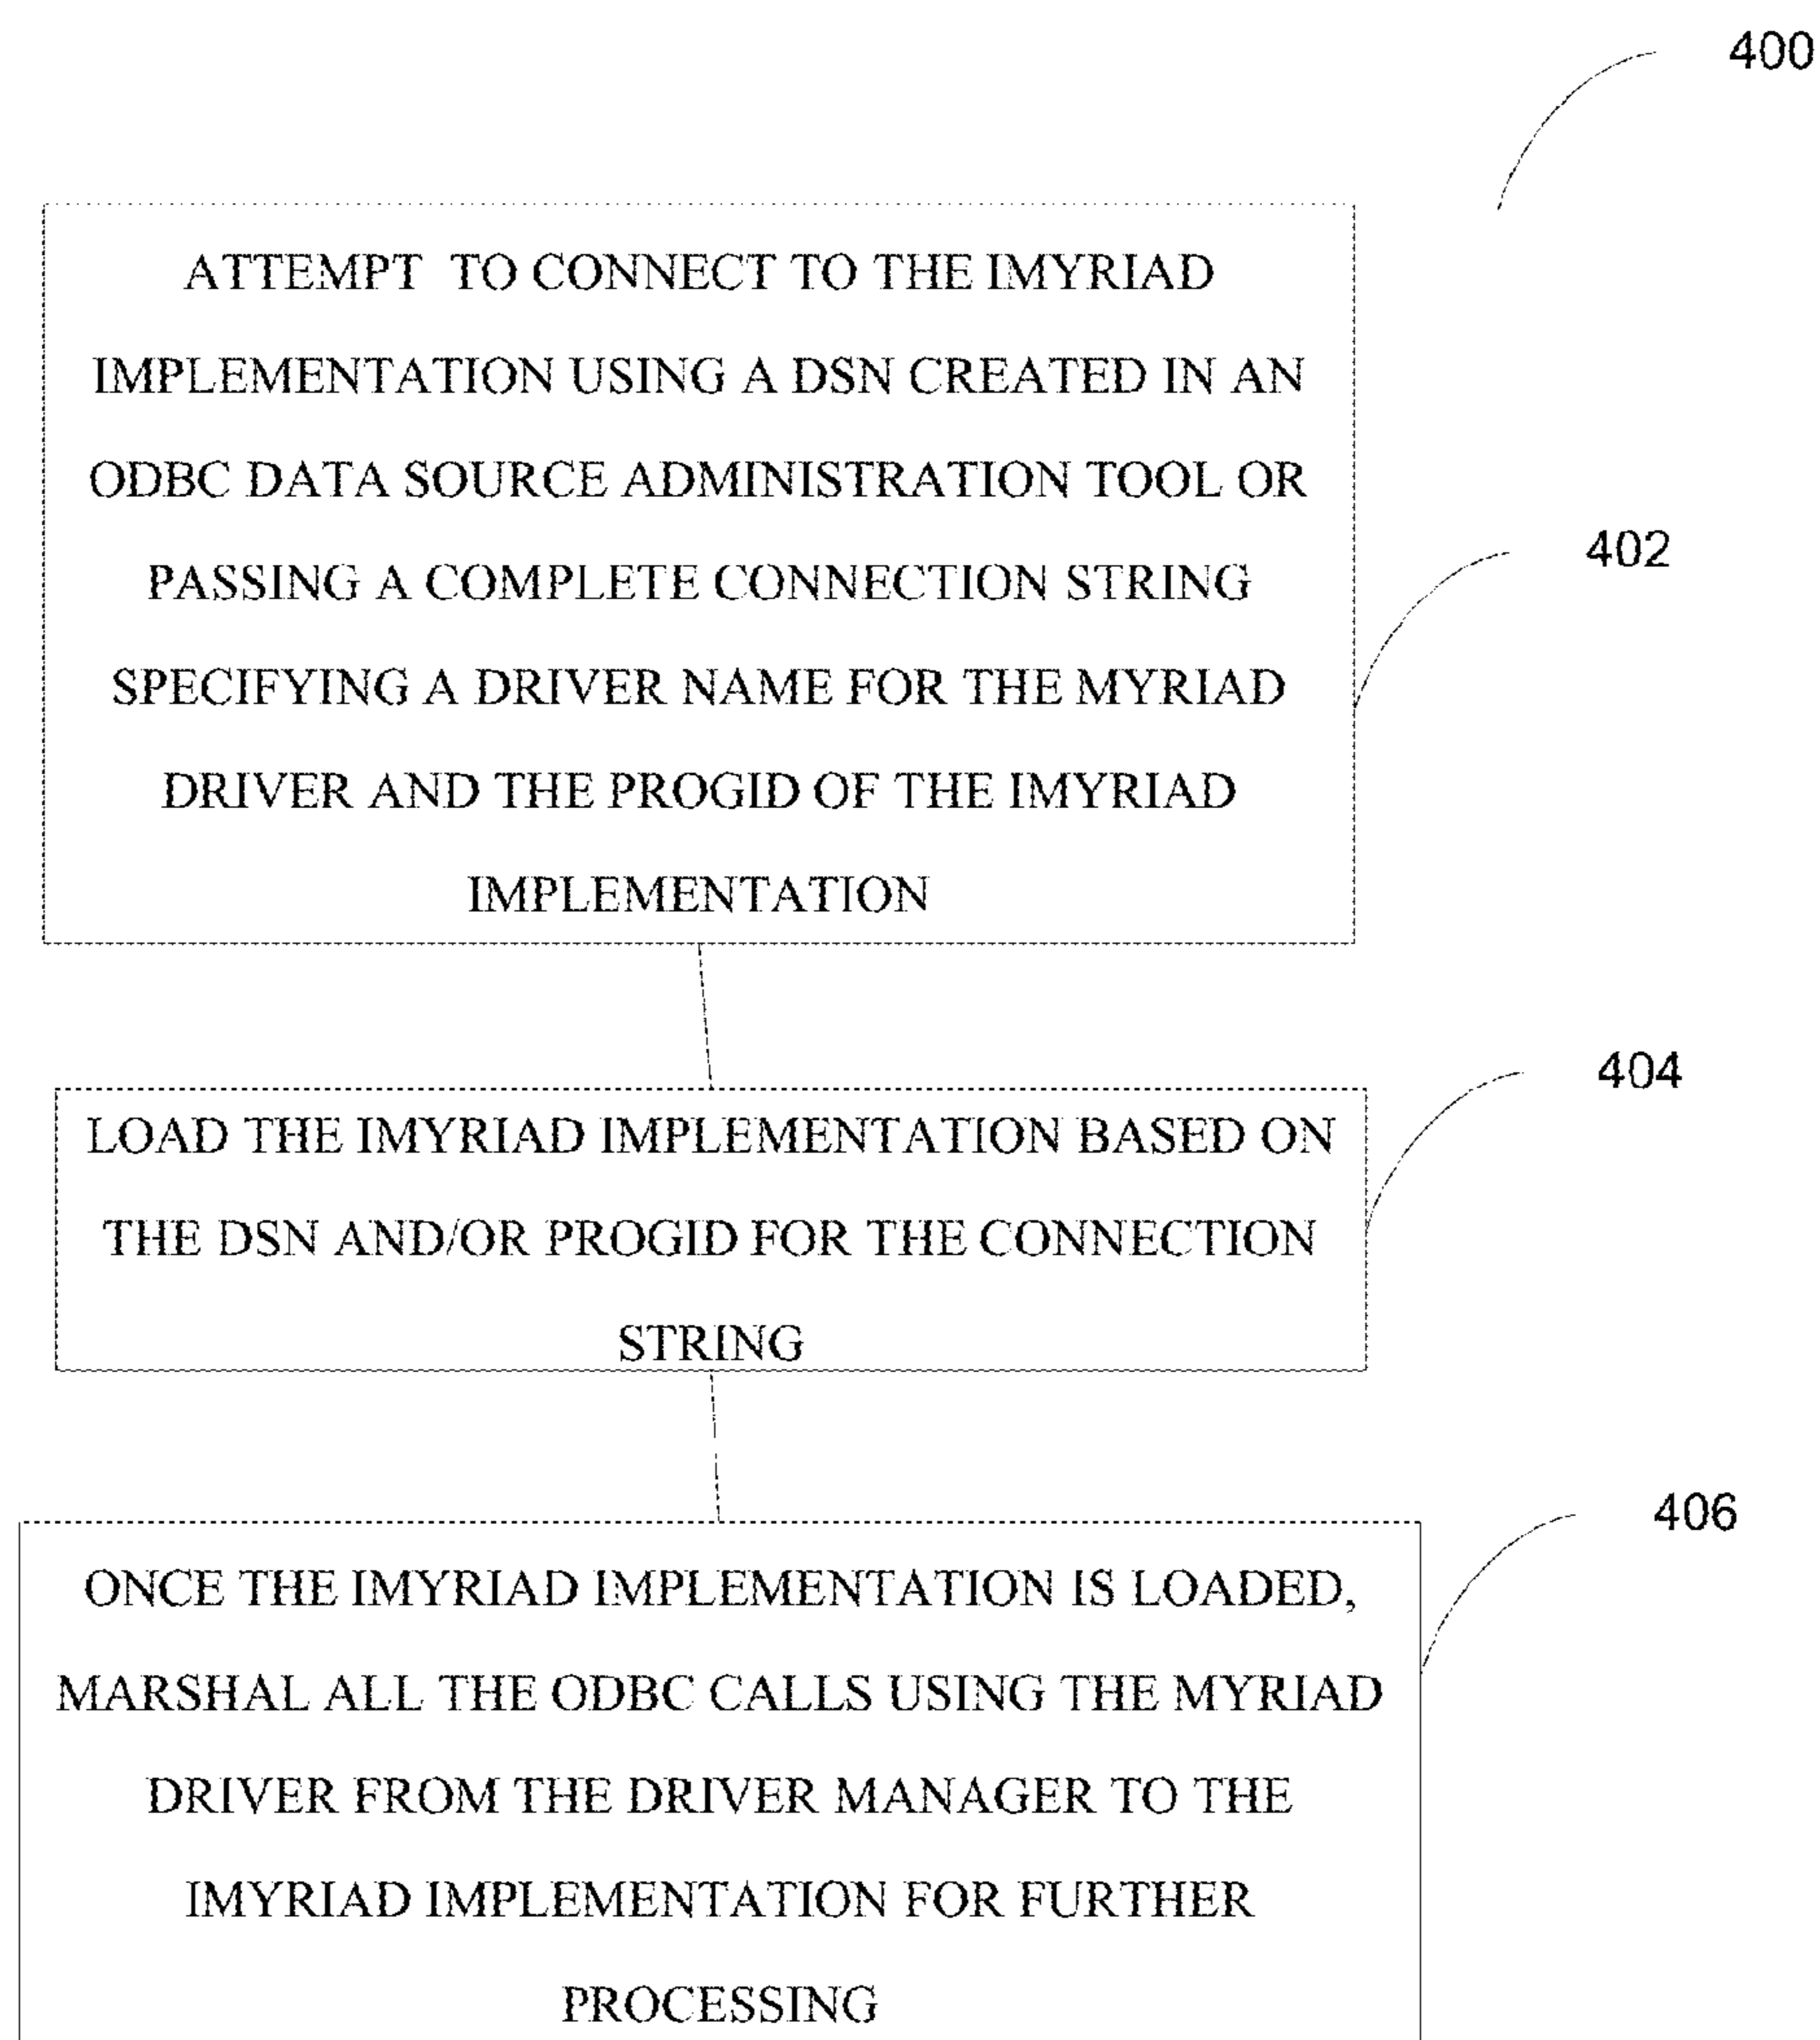 400
ATTEMPT TO CONNECT TO THE IMYRIAD
IMPLEMENTATION USING A DSN CREATED IN AN
ODBC DATA SOURCE ADMINISTRATION TOOL OR
402
PASSING A COMPLETE CONNECTION STRING
SPECIFYING A DRIVER NAME FOR THE MYRIAD
DRIVER AND THE PROGID OF THE IMYRIAD
IMPLEMENTATION
404
LOAD THE IMYRIAD IMPLEMENTATION BASED ON
THE DSN AND/OR PROGID FOR THE CONNECTION
STRING
406
ONCE THE IMYRIAD IMPLEMENTATION IS LOADED,
MARSHAL ALL THE ODBC CALLS USING THE MYRIAD
DRIVER FROM THE DRIVER MANAGER TO THE
IMYRIAD IMPLEMENTATION FOR FURTHER
PROCESSING